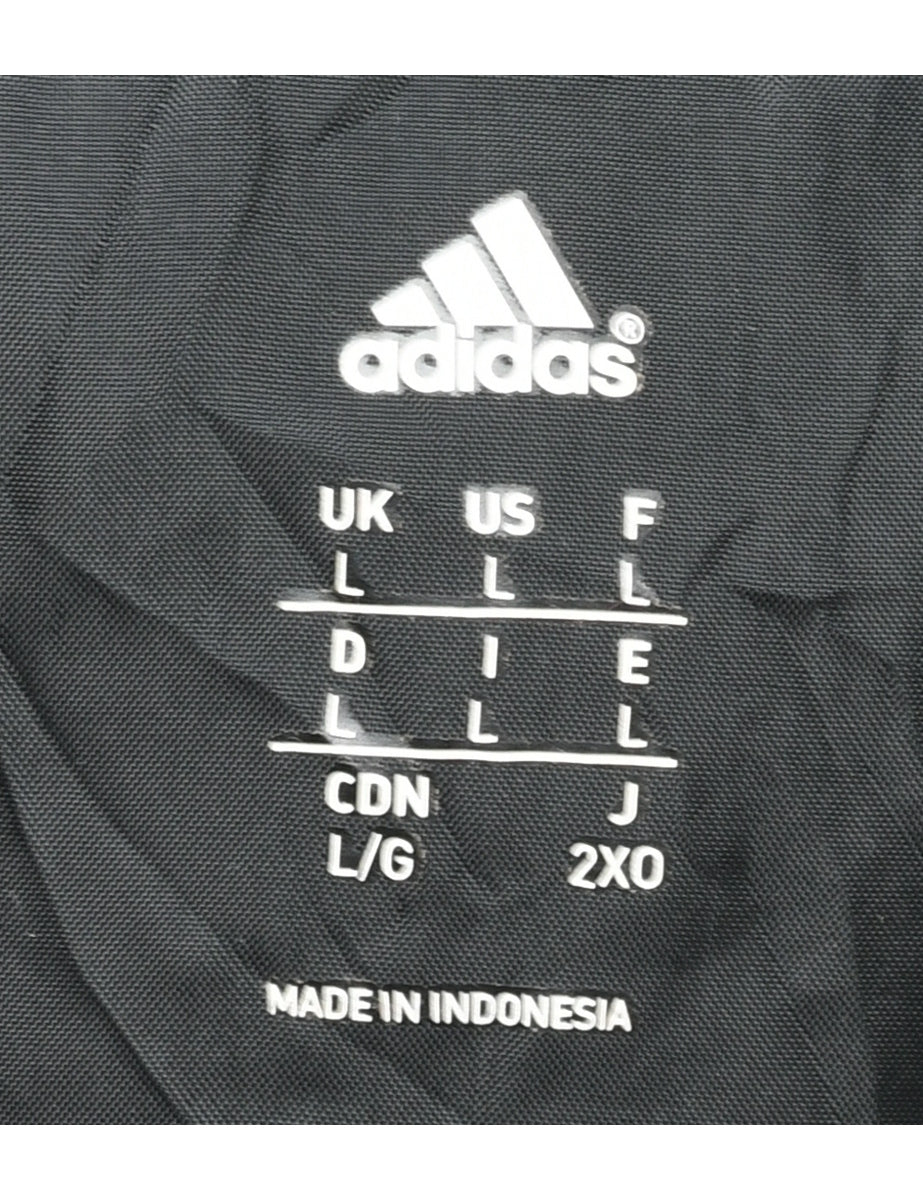 adidas®
UK US F
L L L
D I E
L L L
CDN J
L/G 2XO
MADE IN INDONESIA